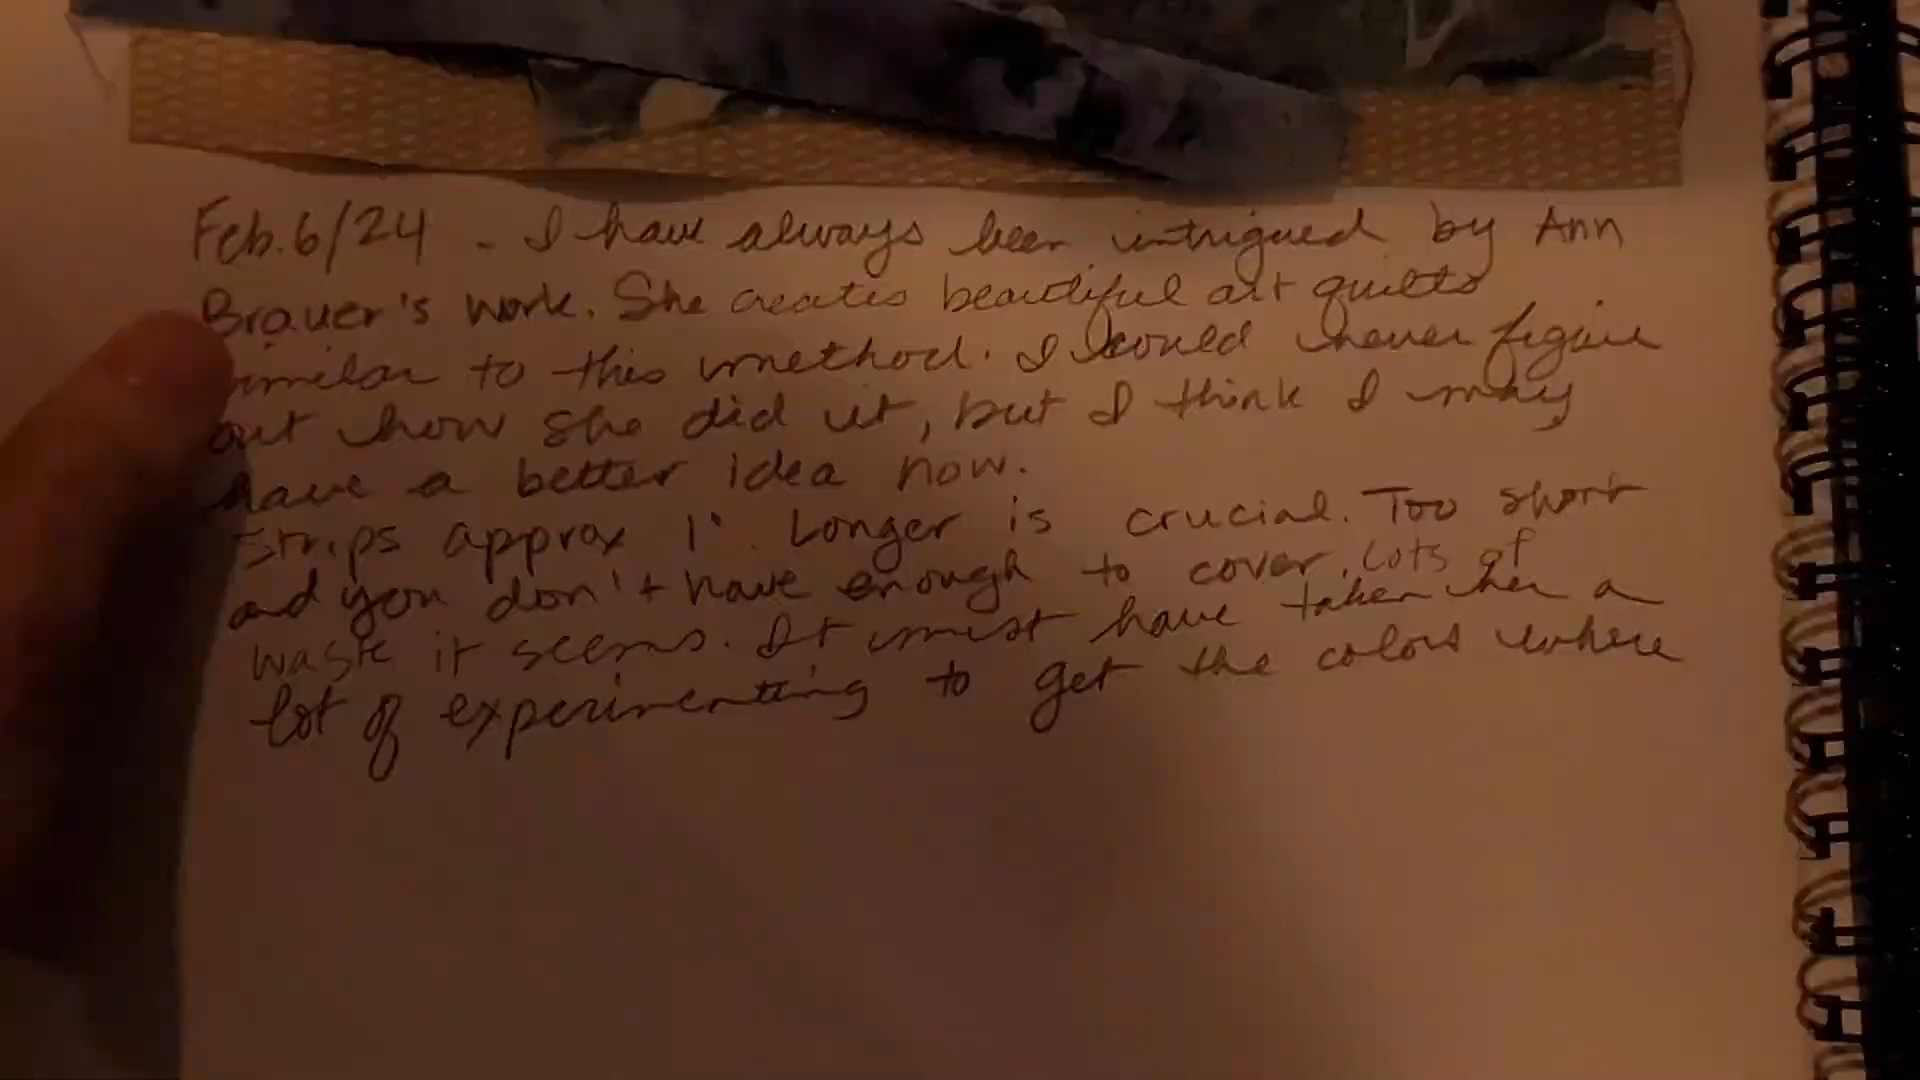 Feb. 6/24 - I have always been intrigued by Ann
Brauer's work. She creates beautiful art quilts
similar to this method. I could never figure
out how she did it, but I think I may
have a better idea now.
Strips approx 1". Longer is crucial. Too short
and you don't have enough to cover. Lots of
waste it seems. It must have taken her a
lot of experimenting to get the colors where